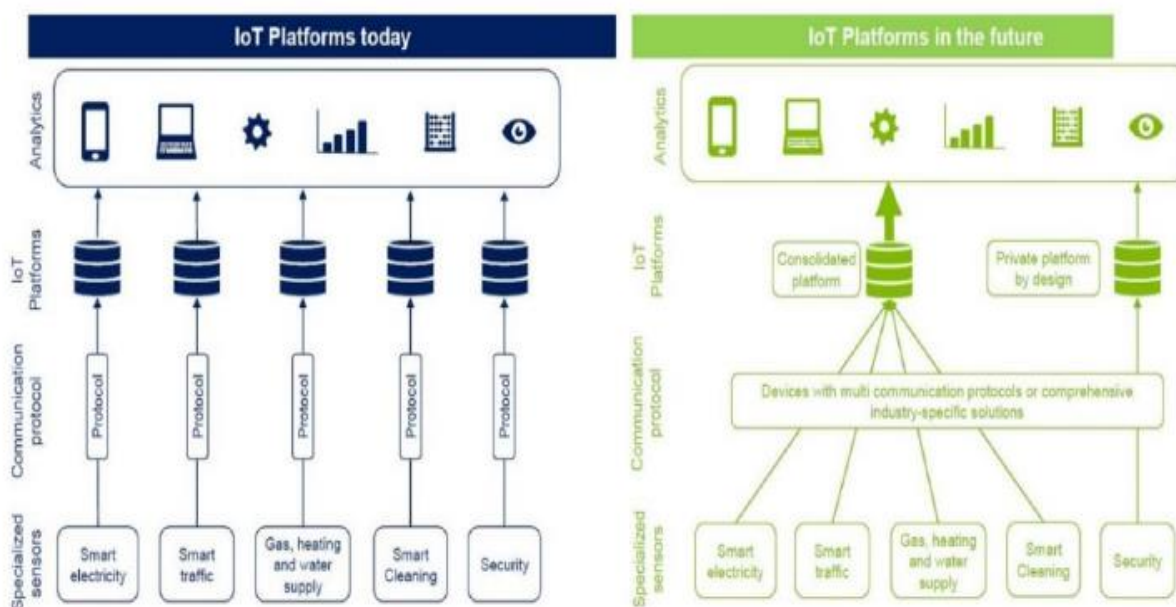 IoT Platforms today
Analytics
IoT
Platforms
Communication
protocol
Protocol
Protocol
Protocol
Protocol
Protocol
Specialized
sensors
Smart
electricity
Smart
traffic
Gas, heating
and water
supply
Smart
Cleaning
Security
IoT Platforms in the future
Analytics
IoT
Platforms
Consolidated
platform
Private platform
by design
Communication
protocol
Devices with multi communication protocols or comprehensive
industry-specific solutions
Specialized
sensors
Smart
electricity
Smart
traffic
Gas, heating
and water
supply
Smart
Cleaning
Security